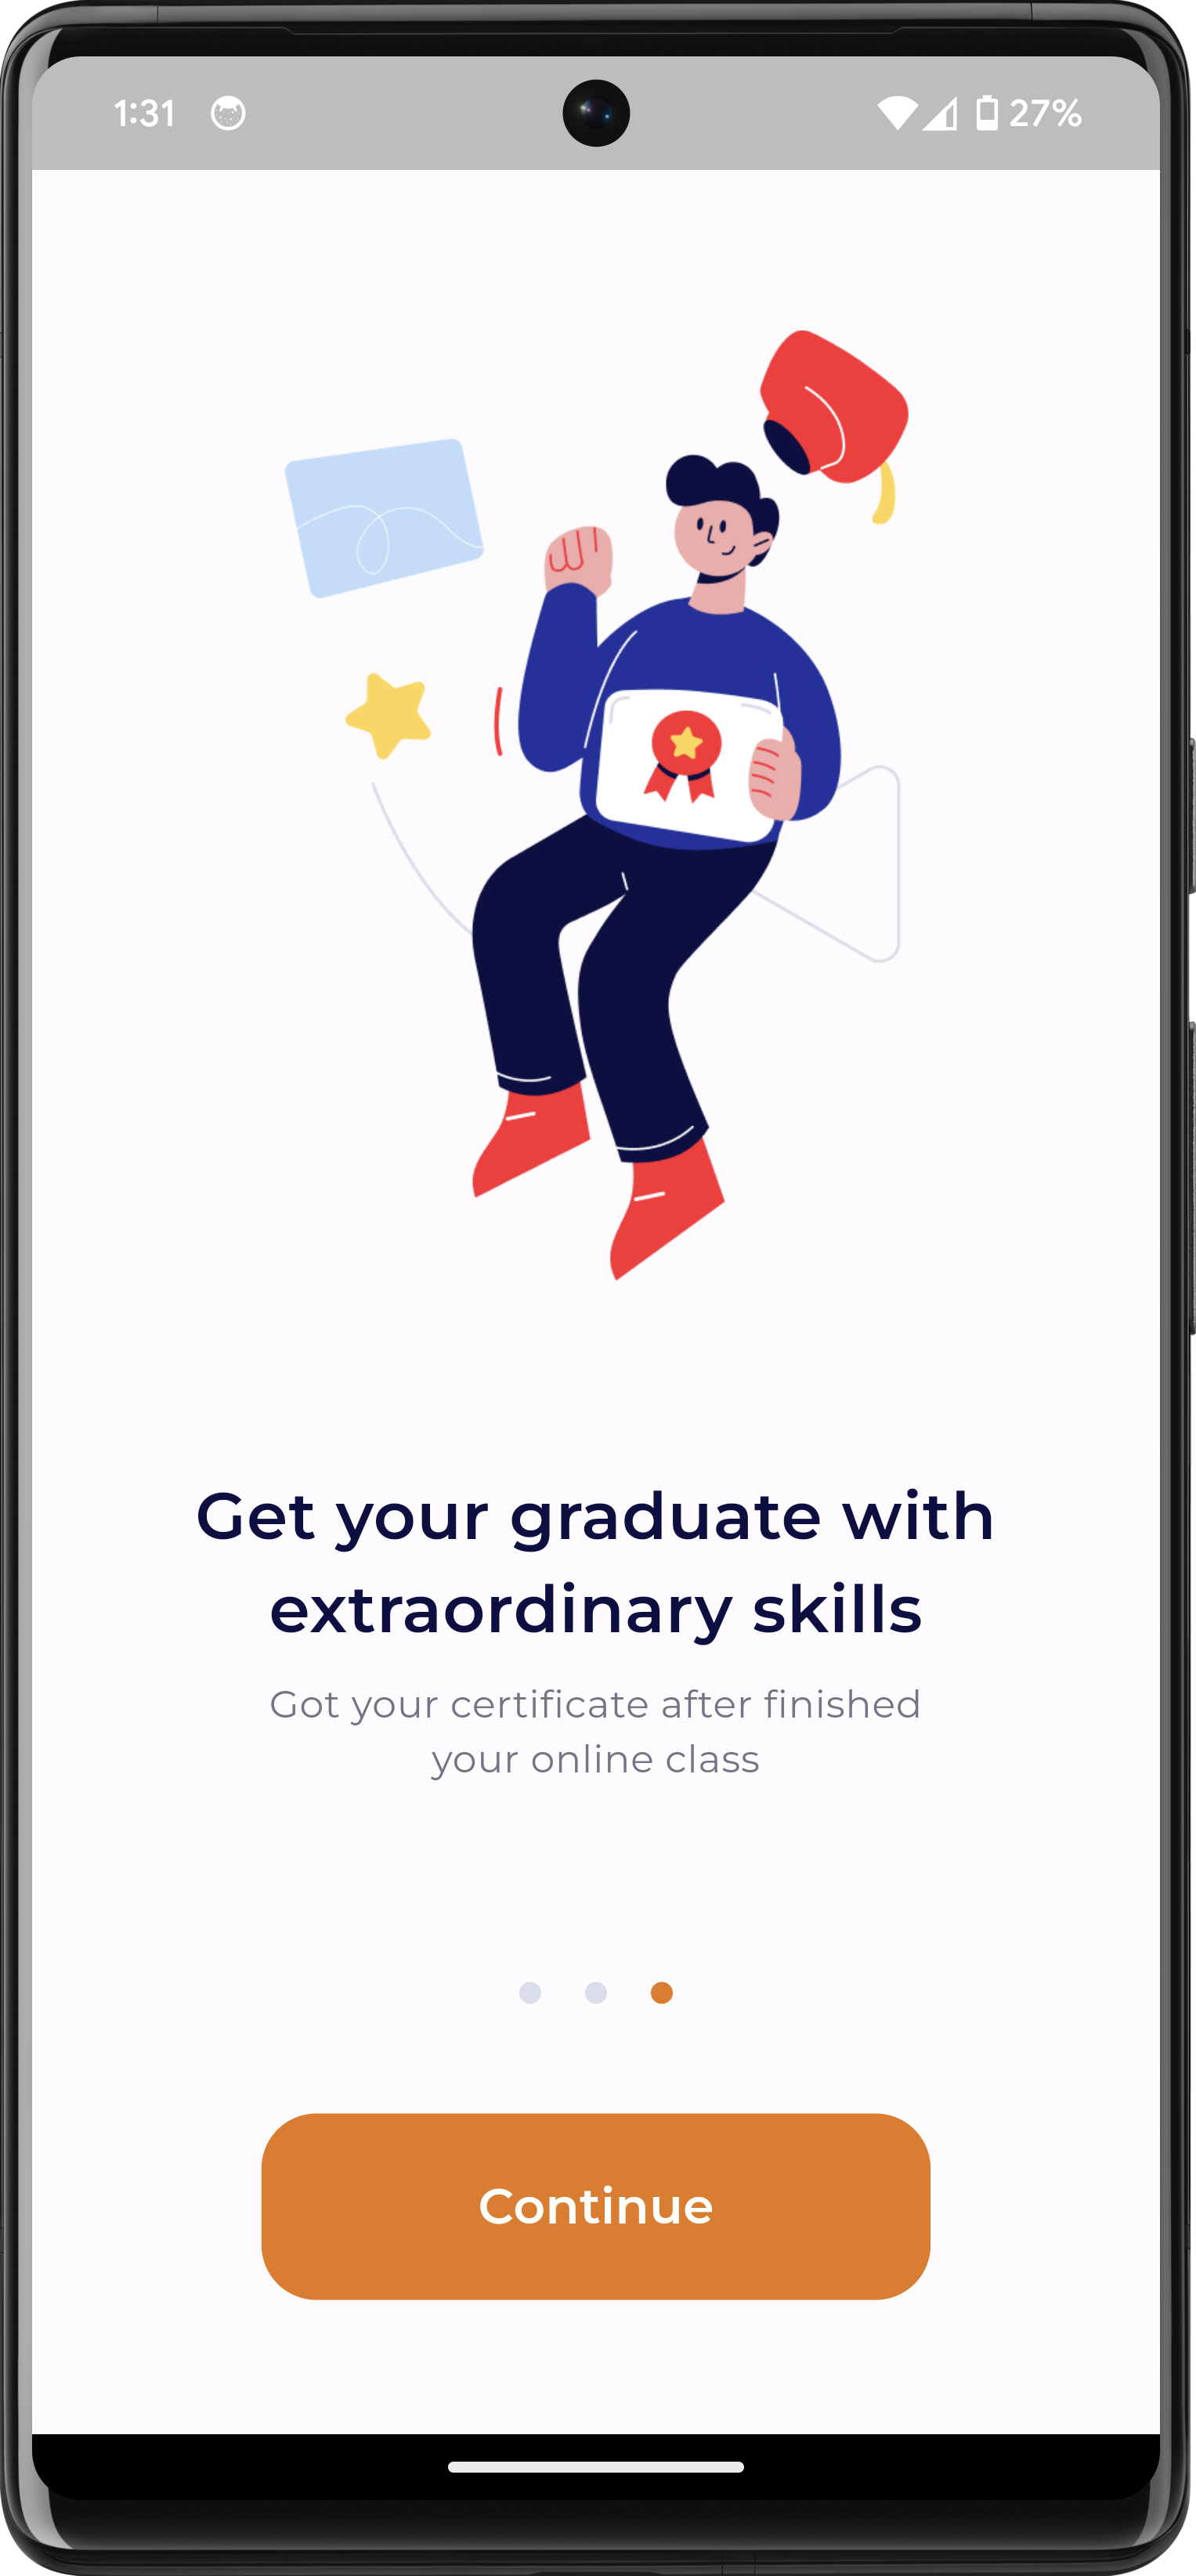 1:31 27%
Get your graduate with
extraordinary skills
Got your certificate after finished
your online class
Continue